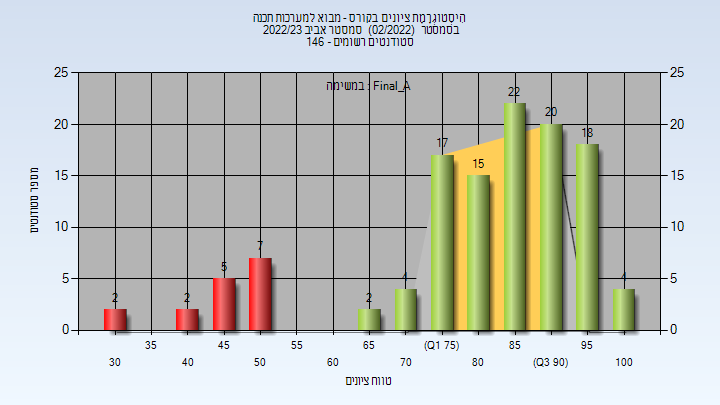 היסטוגרמת ציונים בקורס - מבוא למערכות תכנה
בסמסטר (02/2022) סמסטר אביב 2022/23
סטודנטים רשומים - 146
במשימה : Final_A
25 25
20 20
15 15
10 10
5 5
0 0
מספר סטודנטים
2 2 5 7 2 4 17 15 22 20 18 4
35 45 55 65 (Q1 75) 85 95
30 40 50 60 70 80 (Q3 90) 100
טווח ציונים